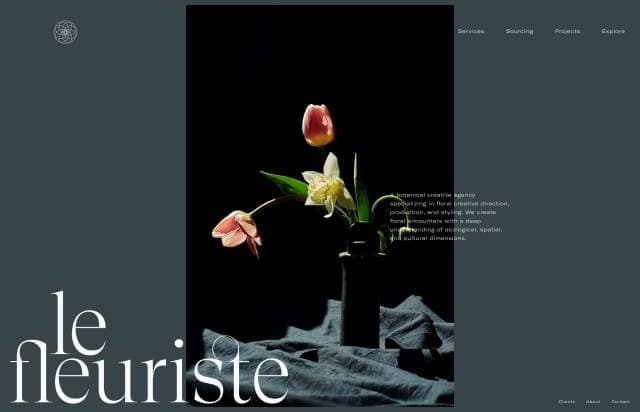 Services Sourcing Projects Explore
A botanical creative agency
specializing in floral creative direction,
production, and styling. We create
floral encounters with a deep
understanding of ecological, spatial,
and cultural dimensions.
le
fleuriste
Clients About Contact